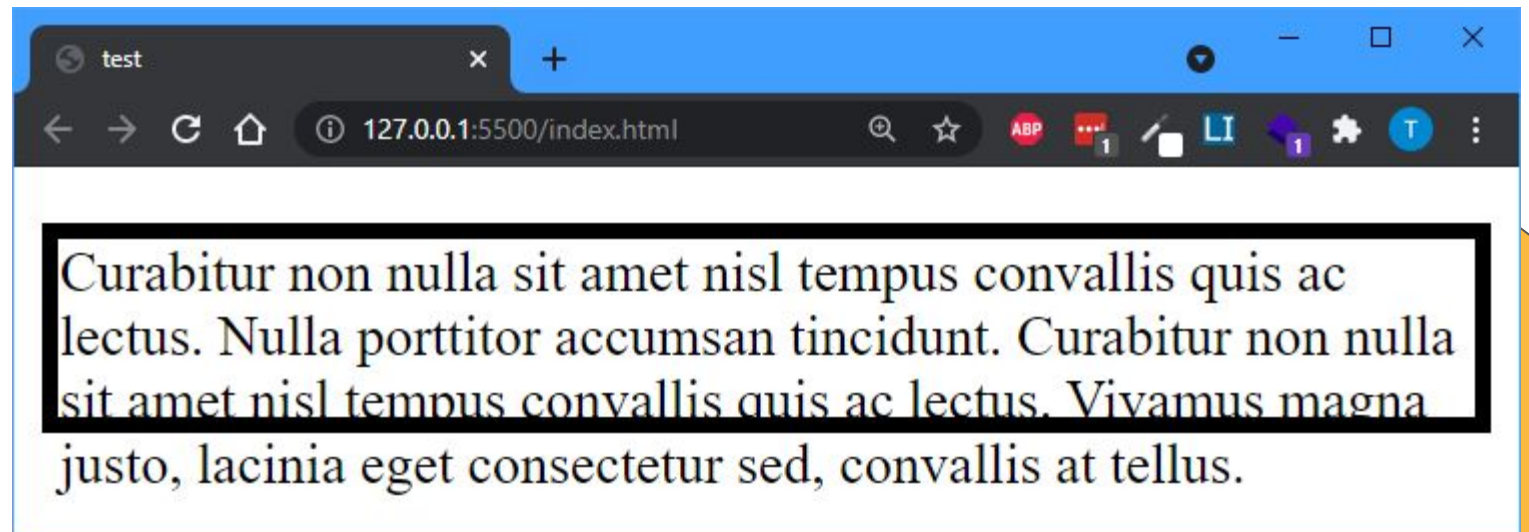 test
127.0.0.1:5500/index.html
ABP
1
LI
1
T
Curabitur non nulla sit amet nisl tempus convallis quis ac
lectus. Nulla porttitor accumsan tincidunt. Curabitur non nulla
sit amet nisl tempus convallis quis ac lectus. Vivamus magna
justo, lacinia eget consectetur sed, convallis at tellus.